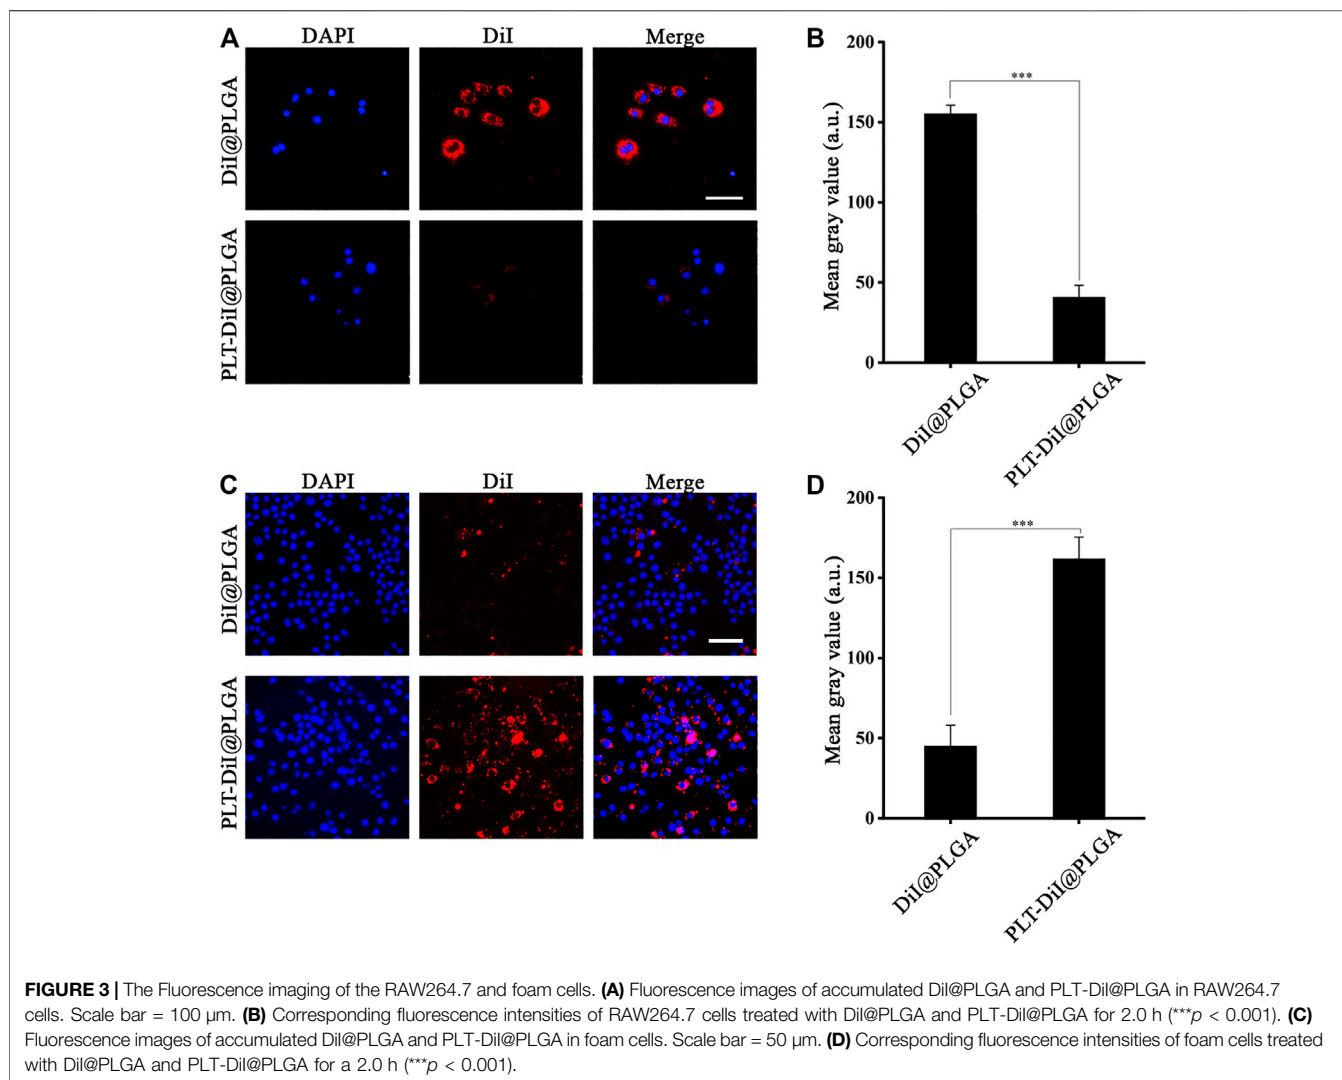 A
DAPI
DiI
Merge
DiI@PLGA
PLT-DiI@PLGA
B
Mean gray value (a.u.)
200
150
100
50
0
***
DiI@PLGA
PLT-DiI@PLGA
C
DAPI
DiI
Merge
DiI@PLGA
PLT-DiI@PLGA
D
Mean gray value (a.u.)
200
150
100
50
0
***
DiI@PLGA
PLT-DiI@PLGA
FIGURE 3 | The Fluorescence imaging of the RAW264.7 and foam cells. (A) Fluorescence images of accumulated DiI@PLGA and PLT-DiI@PLGA in RAW264.7
cells. Scale bar = 100 μm. (B) Corresponding fluorescence intensities of RAW264.7 cells treated with DiI@PLGA and PLT-DiI@PLGA for 2.0 h (***p < 0.001). (C)
Fluorescence images of accumulated DiI@PLGA and PLT-DiI@PLGA in foam cells. Scale bar = 50 μm. (D) Corresponding fluorescence intensities of foam cells treated
with DiI@PLGA and PLT-DiI@PLGA for a 2.0 h (***p < 0.001).